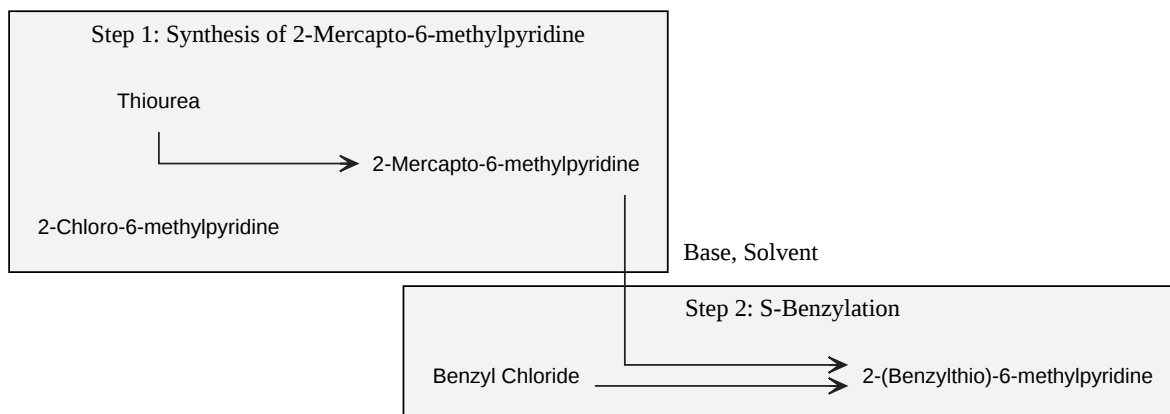 Step 1: Synthesis of 2-Mercapto-6-methylpyridine
Thiourea
2-Mercapto-6-methylpyridine
2-Chloro-6-methylpyridine
Base, Solvent
Step 2: S-Benzylation
Benzyl Chloride
2-(Benzylthio)-6-methylpyridine